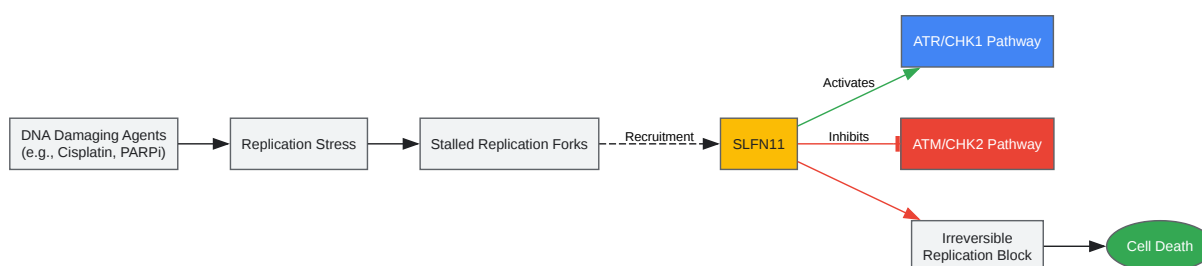 ATR/CHK1 Pathway
Activates
DNA Damaging Agents
(e.g., Cisplatin, PARPi)
Replication Stress
Stalled Replication Forks
Recruitment
SLFN11
Inhibits
ATM/CHK2 Pathway
Irreversible
Replication Block
Cell Death